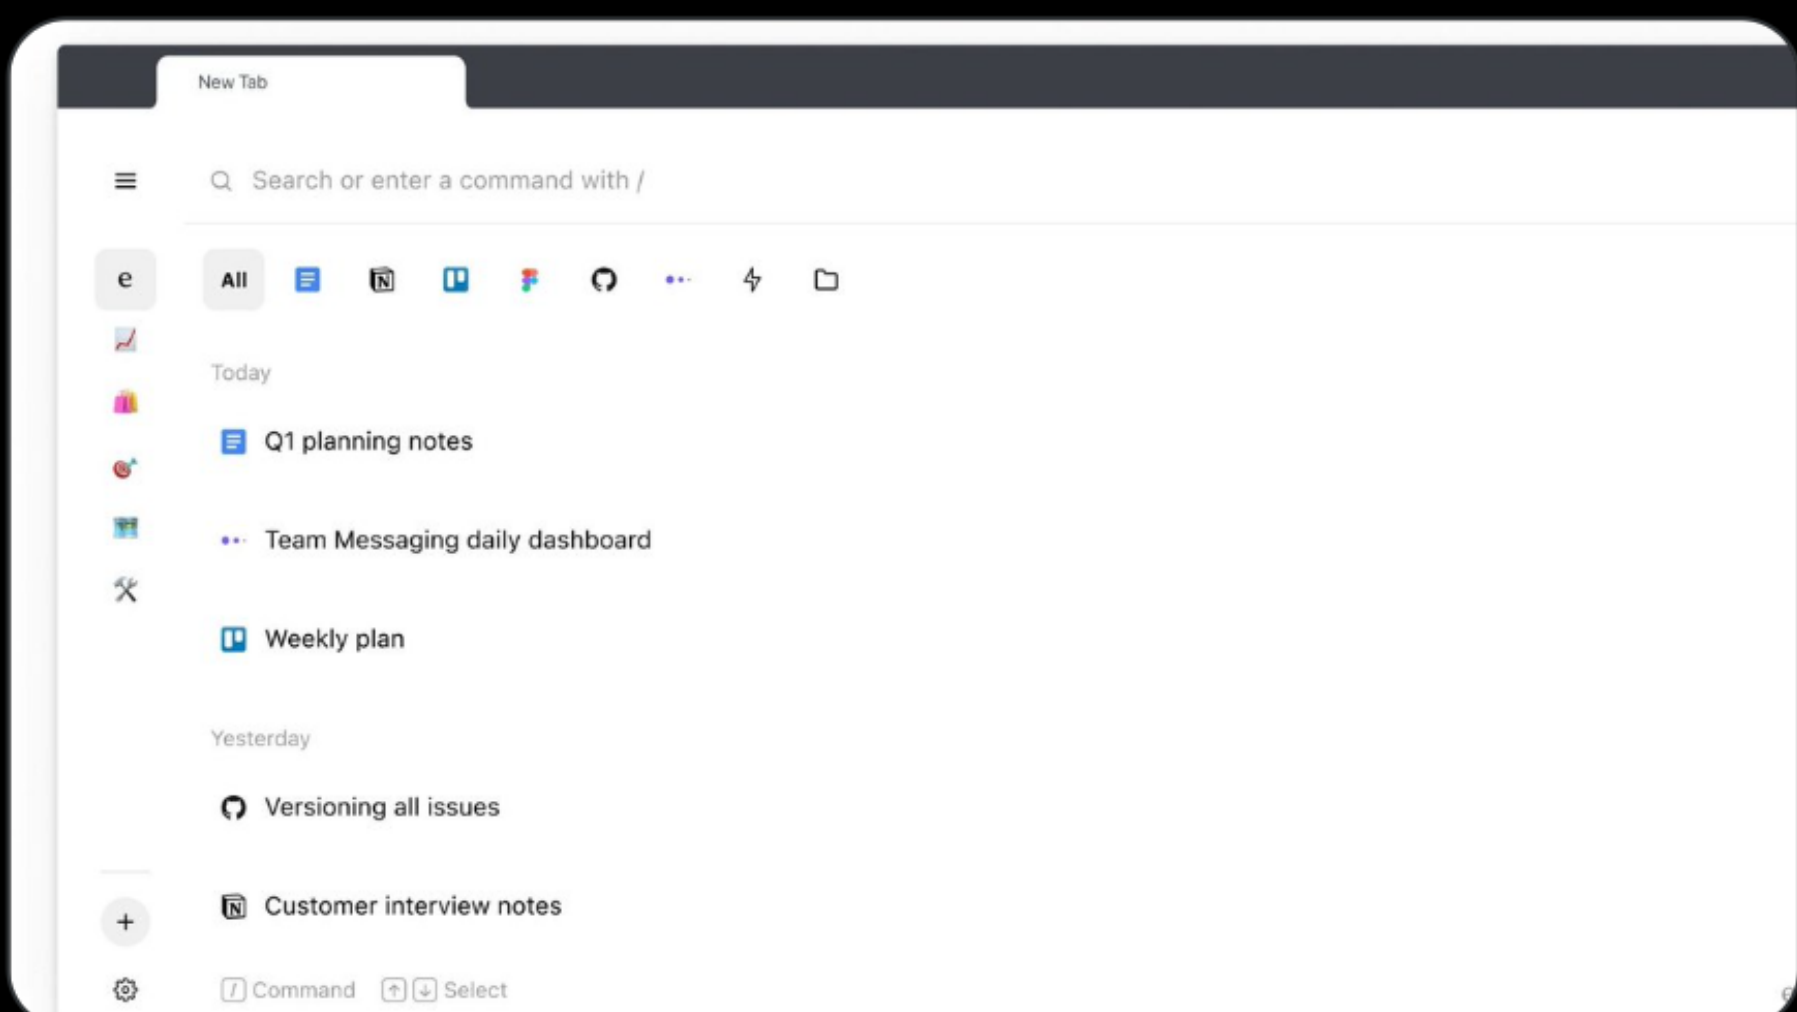 New Tab
Search or enter a command with /
e
All
Today
Q1 planning notes
Team Messaging daily dashboard
Weekly plan
Yesterday
Versioning all issues
Customer interview notes
/ Command ↑ ↓ Select